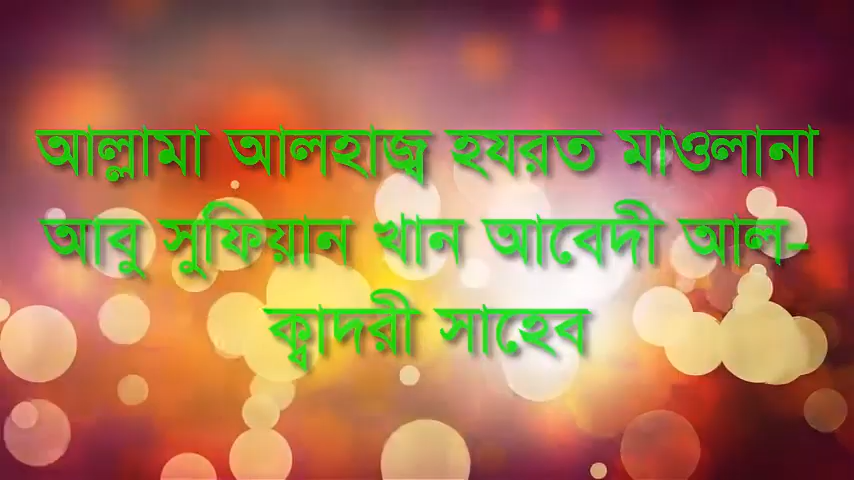 আল্লামা আলহাজ্ব হযরত মাওলানা
আবু সুফিয়ান খান আবেদী আল-
ক্বাদরী সাহেব